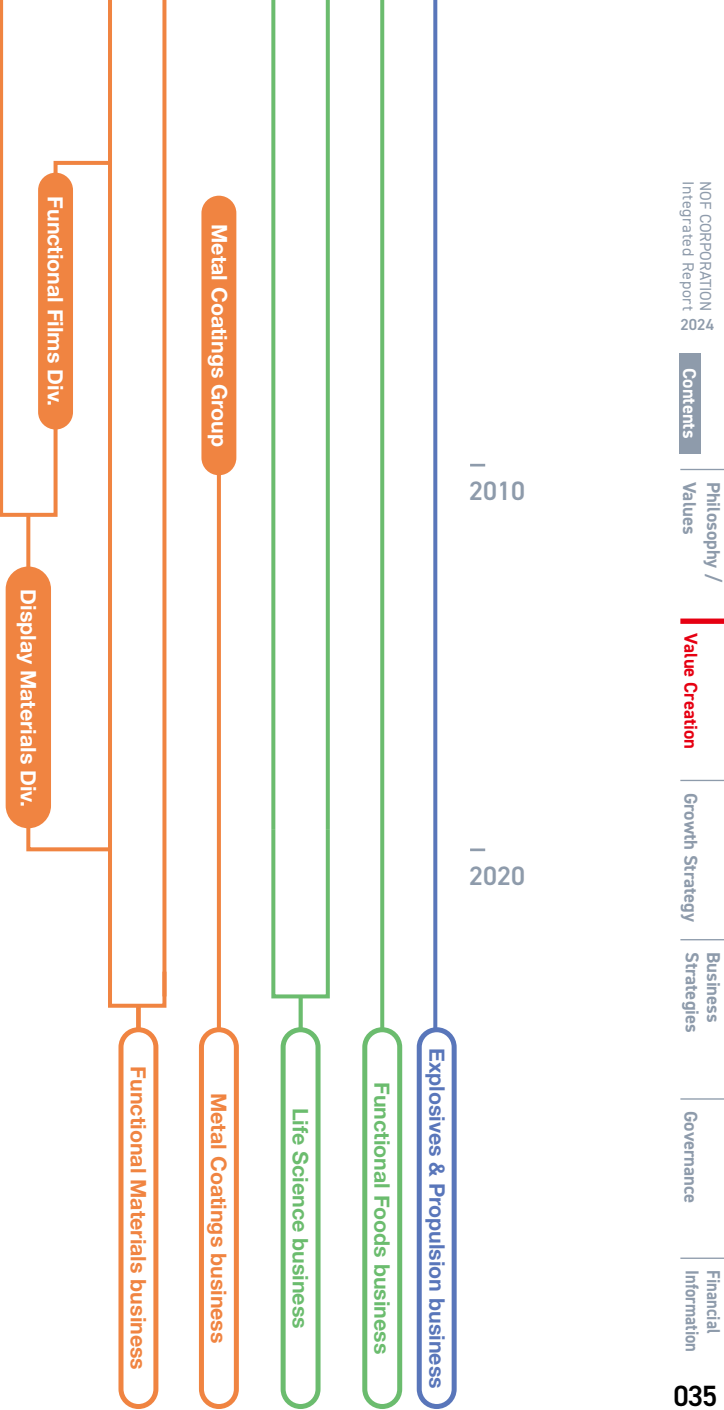 NOF CORPORATION
Integrated Report 2024
Contents
Philosophy /
Values
Value Creation
Growth Strategy
Business
Strategies
Governance
Financial
Information
035
2010
2020
Explosives & Propulsion business
Functional Foods business
Life Science business
Metal Coatings Group
Metal Coatings business
Functional Materials business
Functional Films Div.
Display Materials Div.